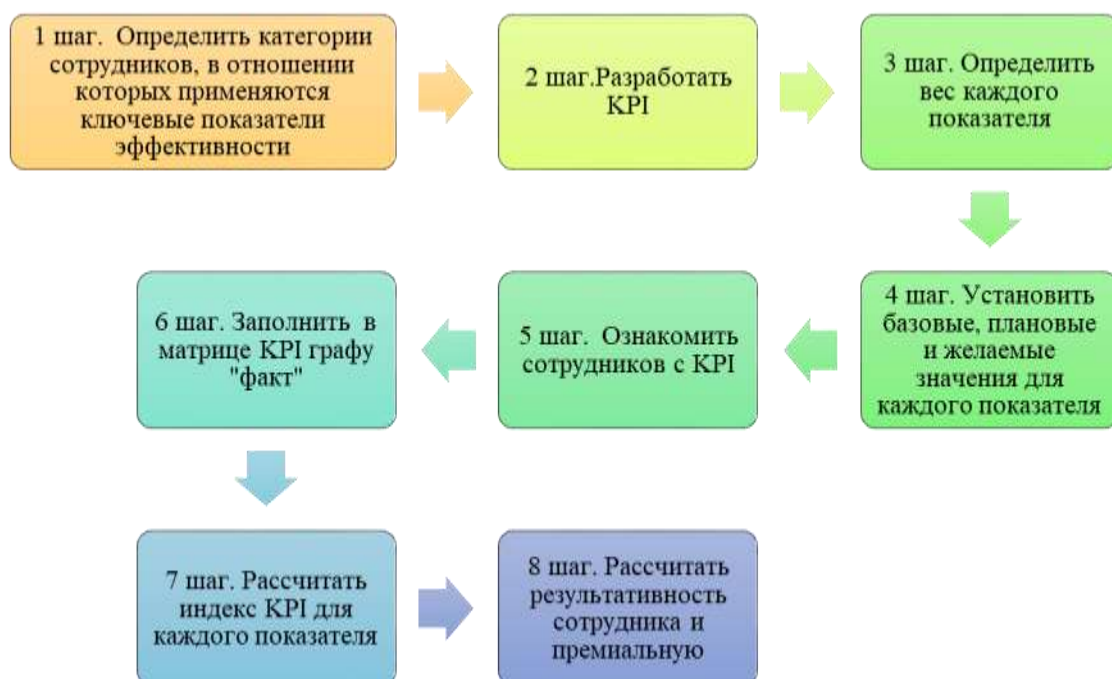 1 шаг.  Определить категории
сотрудников, в отношении
которых применяются
ключевые показатели
эффективности
2 шаг.Разработать
KPI
3 шаг. Определить
вес каждого
показателя
4 шаг. Установить
базовые, плановые
и желаемые
значения для
каждого показателя
5 шаг.  Ознакомить
сотрудников с KPI
6 шаг. Заполнить  в
матрице KPI графу
"факт"
7 шаг. Рассчитать
индекс KPI для
каждого показателя
8 шаг. Рассчитать
результативность
сотрудника и
премиальную